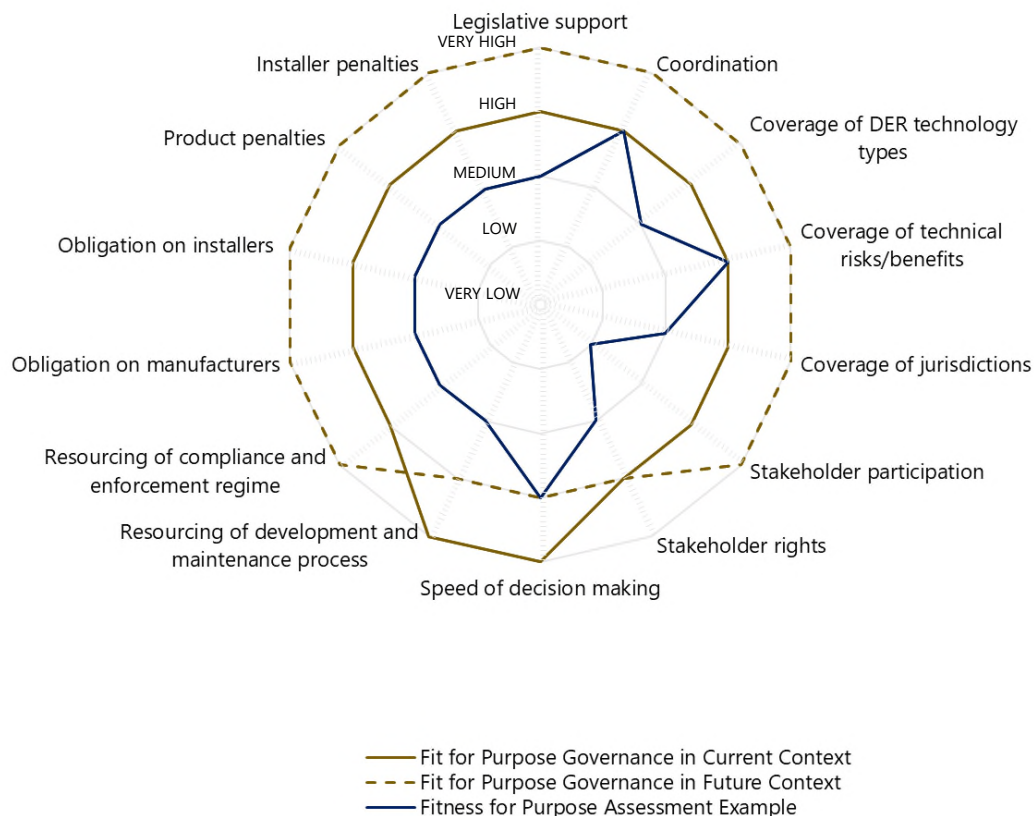 Legislative support
VERY HIGH
Installer penalties
Coordination
HIGH
Product penalties
Coverage of DER technology
types
MEDIUM
LOW
Obligation on installers
Coverage of technical
risks/benefits
VERY LOW
Obligation on manufacturers
Coverage of jurisdictions
Resourcing of compliance and
enforcement regime
Stakeholder participation
Resourcing of development and
maintenance process
Stakeholder rights
Speed of decision making
Fit for Purpose Governance in Current Context
Fit for Purpose Governance in Future Context
Fitness for Purpose Assessment Example